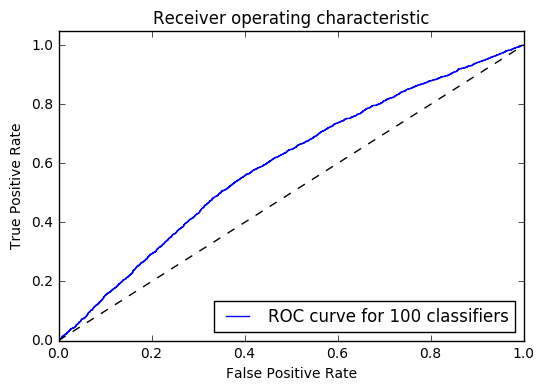 Receiver operating characteristic
True Positive Rate
1.0
0.8
0.6
0.4
0.2
0.0
ROC curve for 100 classifiers
0.0 0.2 0.4 0.6 0.8 1.0
False Positive Rate